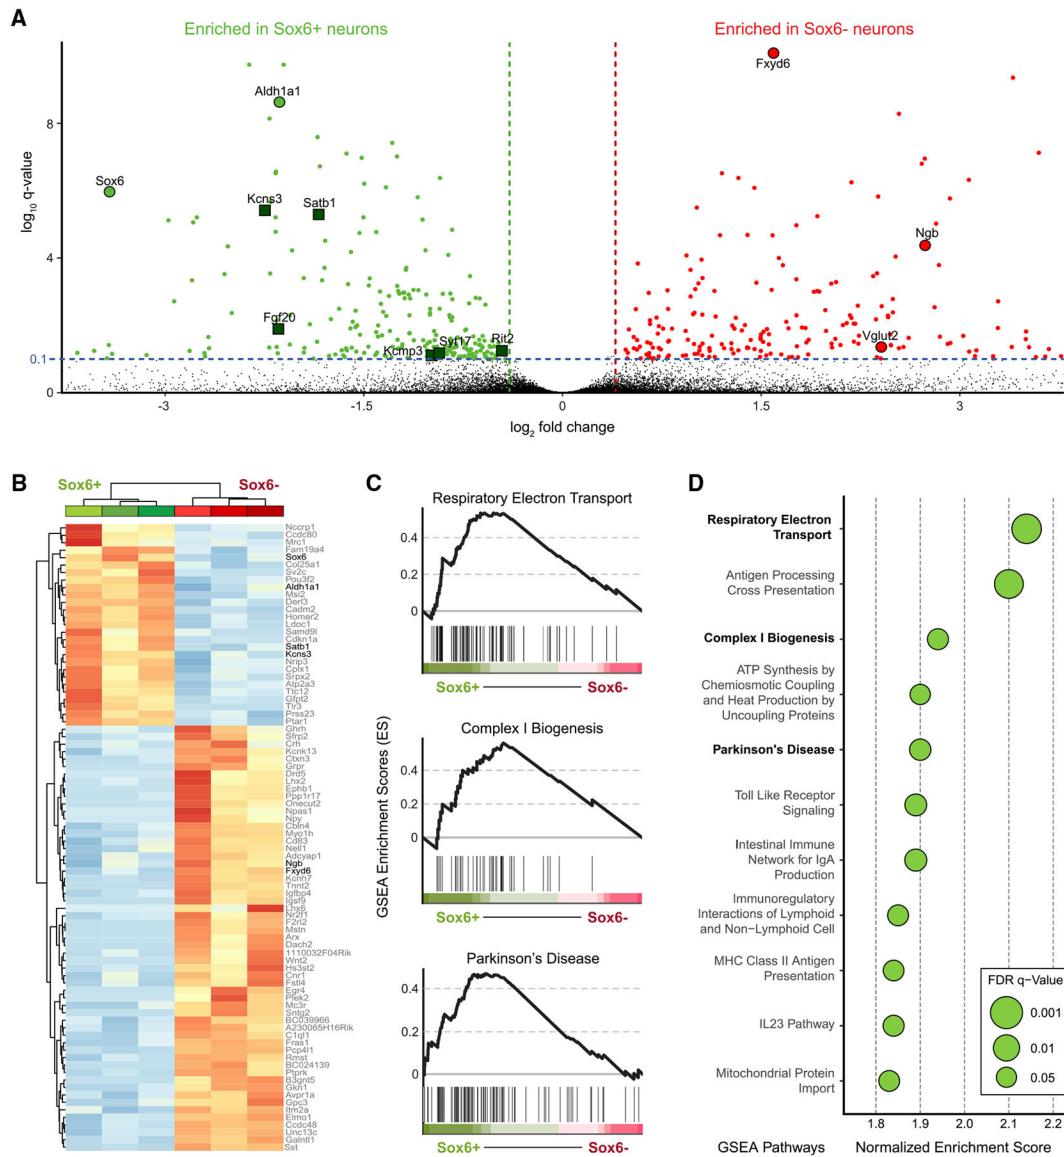 A
Enriched in Sox6+ neurons
Enriched in Sox6- neurons
Fxyd6
Aldh1a1
8
Sox6
Kcns3
Satb1
log10 q-value
Ngb
4
Fgf20
Vglut2
Kcnip3
Syt17
Rit2
0.1
0
-3
-1.5
0
1.5
3
log2 fold change
B
Sox6+
Sox6-
Nccrp1
Ccdc80
Mrc1
Fam19a4
Sox6
Col25a1
Sv2c
Pou3f2
Aldh1a1
Msi2
Derl3
Cadm2
Homer2
Ldoc1
Samd9l
Cdkn1a
Satb1
Kcns3
Nrip3
Cplx1
Srpx2
Atp2a3
Ttc12
Gfpt2
Tlr3
Prss23
Ptar1
Ghrh
Sfrp2
Crh
Kcnk13
Ctxn3
Grpr
Drd5
Lhx2
Ephb1
Ppp1r17
Onecut2
Npas1
Npy
Cbln4
Myo1h
Cd83
Nell1
Adcyap1
Ngb
Fxyd6
Kcnh7
Tnnt2
Igfbp4
Igsf9
Lhx6
Nr2f1
F2rl2
Mstn
Arx
Dach2
1110032F04Rik
Wnt2
Hs3st2
Cnr1
Fstl4
Egr4
Plek2
Mc3r
Sntg2
BC039966
A230065H16Rik
C1ql1
Fras1
Pcp4l1
Rmst
BC024139
Ptprk
B3gnt5
Gkn1
Avpr1a
Gpc3
Itm2a
Elmo1
Ccdc48
Unc13c
Galntl1
Sst
C
GSEA Enrichment Scores (ES)
Respiratory Electron Transport
0.4
0.2
0
Sox6+
Sox6-
Complex I Biogenesis
0.4
0.2
0
Sox6+
Sox6-
Parkinson's Disease
0.4
0.2
0
Sox6+
Sox6-
D
Respiratory Electron
Transport
Antigen Processing
Cross Presentation
Complex I Biogenesis
ATP Synthesis by
Chemiosmotic Coupling
and Heat Production by
Uncoupling Proteins
Parkinson's Disease
Toll Like Receptor
Signaling
Intestinal Immune
Network for IgA
Production
Immunoregulatory
Interactions of Lymphoid
and Non-Lymphoid Cell
MHC Class II Antigen
Presentation
IL23 Pathway
Mitochondrial Protein
Import
FDR q-Value
0.001
0.01
0.05
1.8
1.9
2.0
2.1
2.2
GSEA Pathways
Normalized Enrichment Score